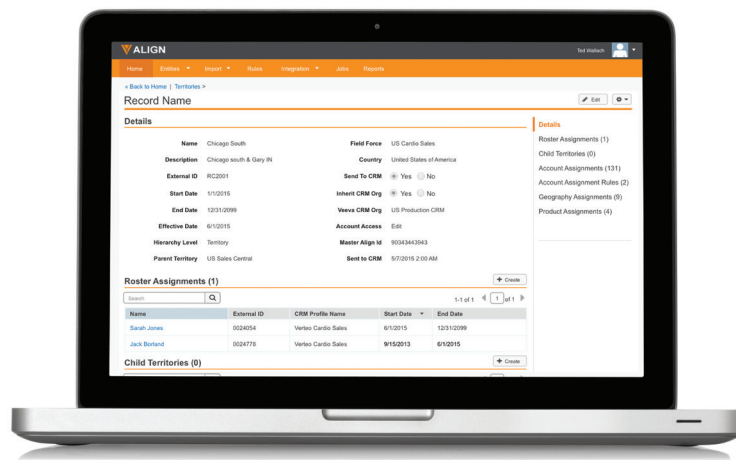 ALIGN
Ted Wallach
Home Entities Import Rules Integration Jobs Reports
« Back to Home | Territories >
Record Name
Edit
Details
Name Chicago South Field Force US Cardio Sales
Description Chicago south & Gary IN Country United States of America
External ID RC2001 Send To CRM Yes No
Start Date 1/1/2015 Inherit CRM Org Yes No
End Date 12/31/2099 Veeva CRM Org US Production CRM
Effective Date 6/1/2015 Account Access Edit
Hierarchy Level Territory Master Align Id 90343443943
Parent Territory US Sales Central Sent to CRM 5/7/2015 2:00 AM
Roster Assignments (1)
+ Create
Search
1-1 of 1 1 of 1
Name External ID CRM Profile Name Start Date End Date
Sarah Jones 0024054 Verteo Cardio Sales 6/1/2015 12/31/2099
Jack Borland 0024778 Verteo Cardio Sales 9/15/2013 6/1/2015
Child Territories (0)
+ Create
Details
Roster Assignments (1)
Child Territories (0)
Account Assignments (131)
Account Assignment Rules (2)
Geography Assignments (9)
Product Assignments (4)